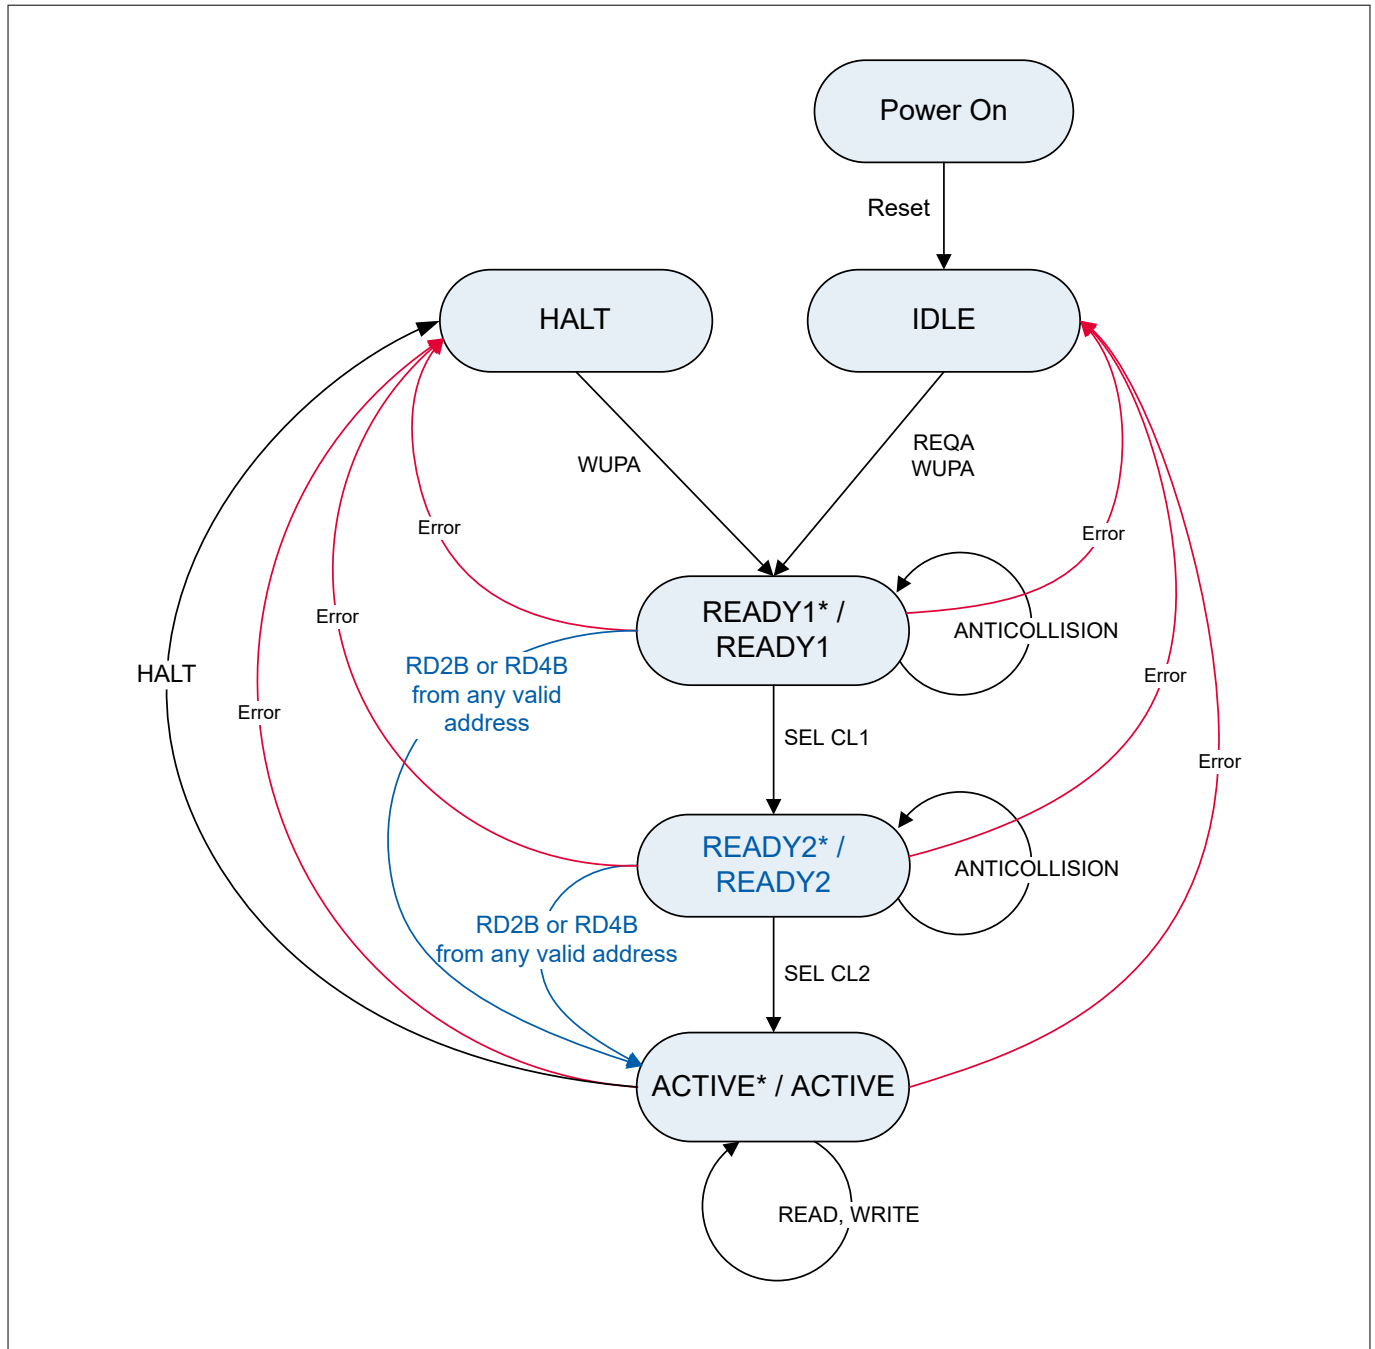 Power On
Reset
HALT
IDLE
WUPA
REQA
WUPA
Error
Error
READY1* /
READY1
ANTICOLLISION
Error
RD2B or RD4B
from any valid
address
HALT
Error
Error
SEL CL1
Error
READY2* /
READY2
ANTICOLLISION
RD2B or RD4B
from any valid address
SEL CL2
ACTIVE* / ACTIVE
READ, WRITE